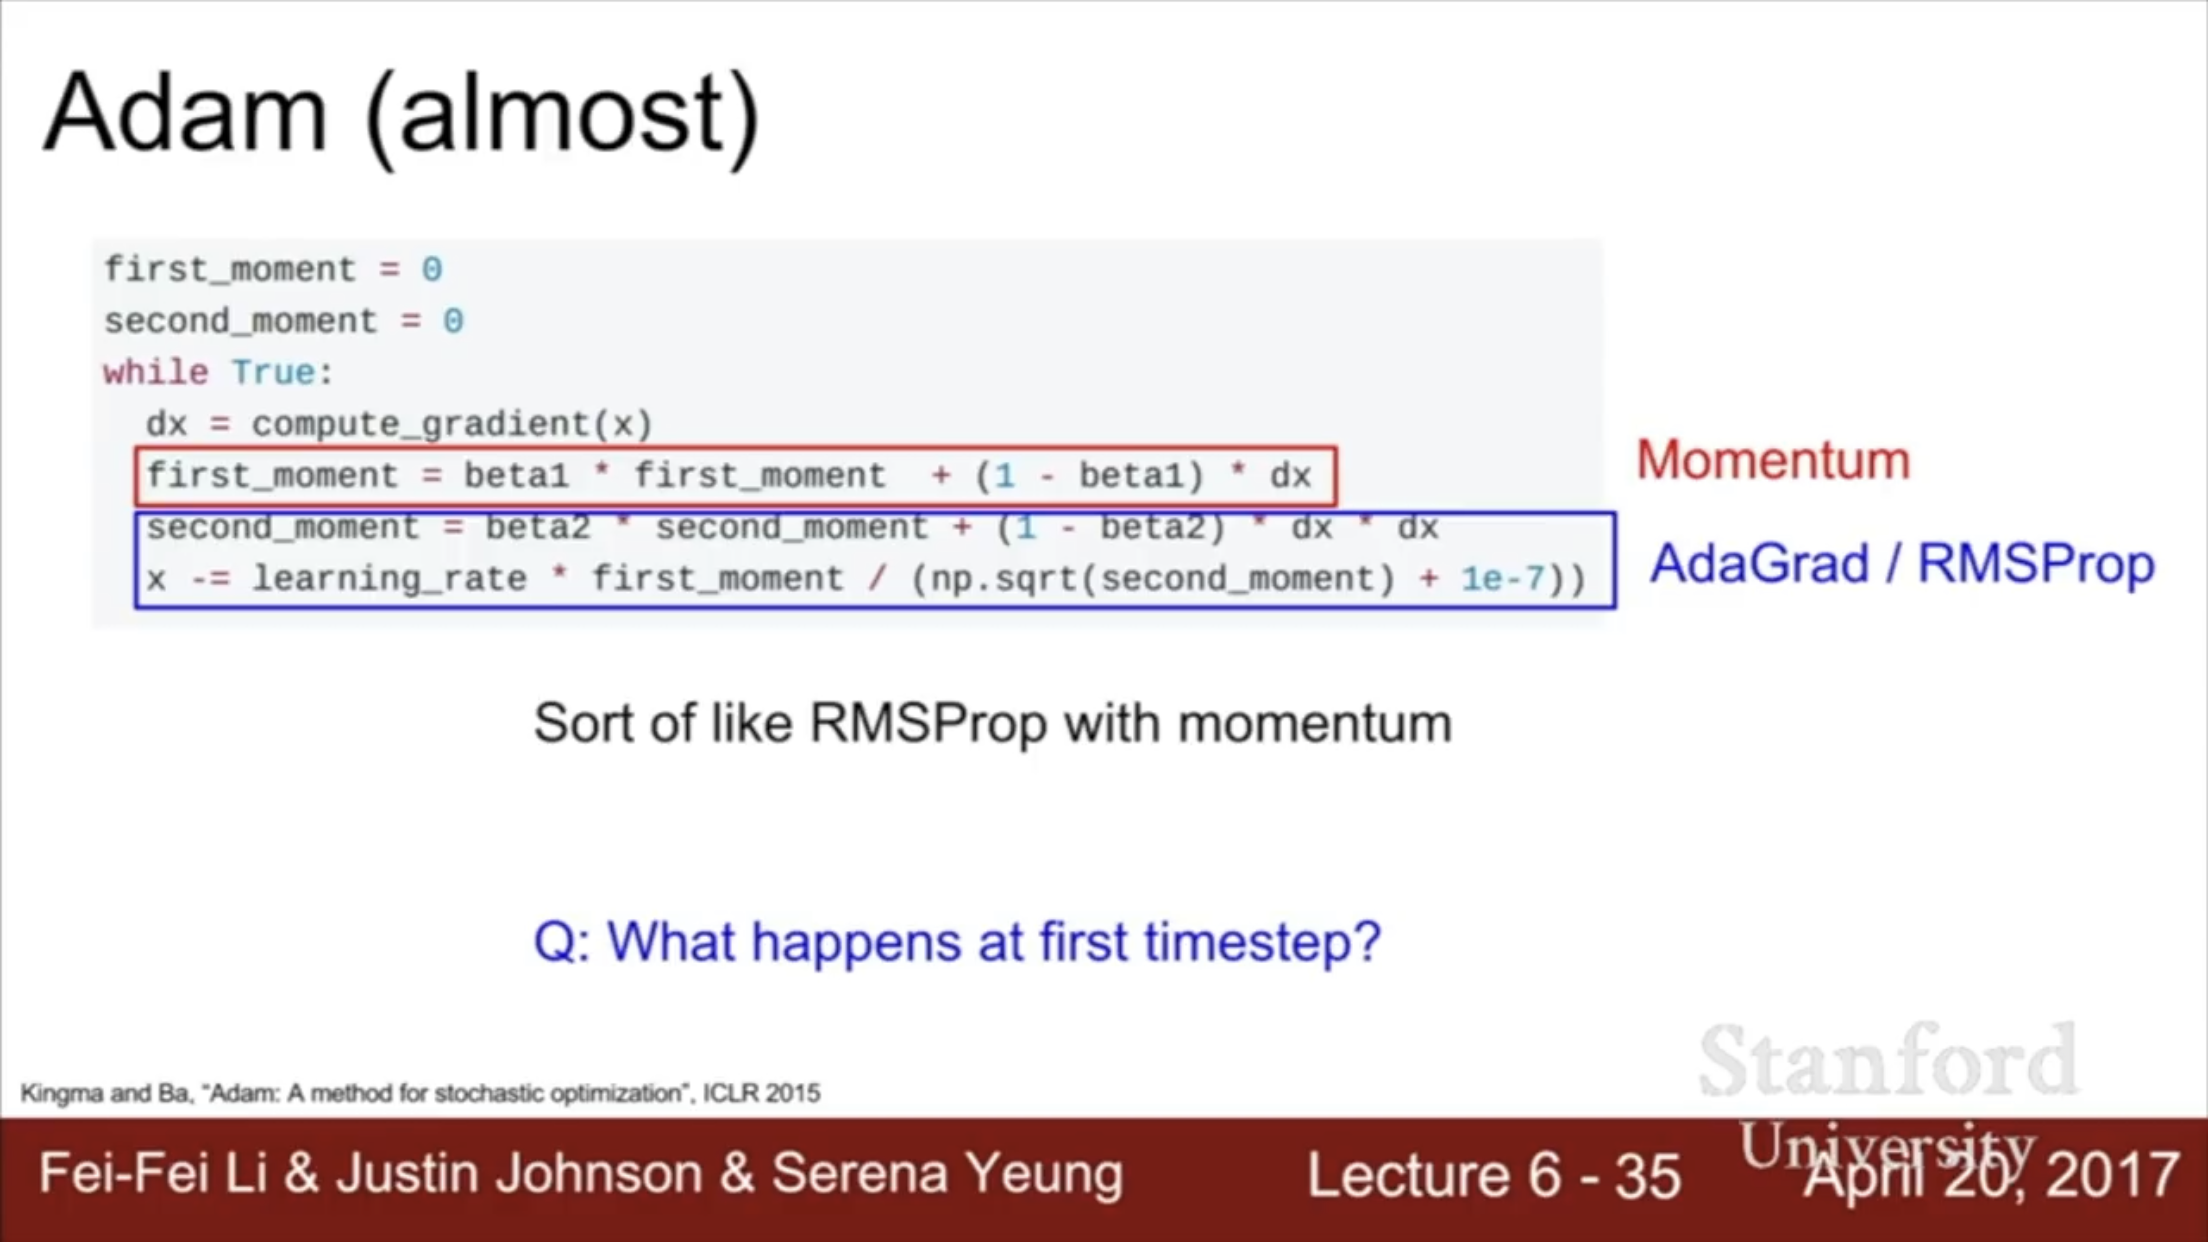 Adam (almost)
first_moment = 0
second_moment = 0
while True:
dx = compute_gradient(x)
first_moment = beta1 * first_moment + (1 - beta1) * dx
Momentum
second_moment = beta2 * second_moment + (1 - beta2) * dx * dx
x -= learning_rate * first_moment / (np.sqrt(second_moment) + 1e-7))
AdaGrad / RMSProp
Sort of like RMSProp with momentum
Q: What happens at first timestep?
Kingma and Ba, “Adam: A method for stochastic optimization”, ICLR 2015
Stanford
University
Fei-Fei Li & Justin Johnson & Serena Yeung
Lecture 6 - 35
April 20, 2017